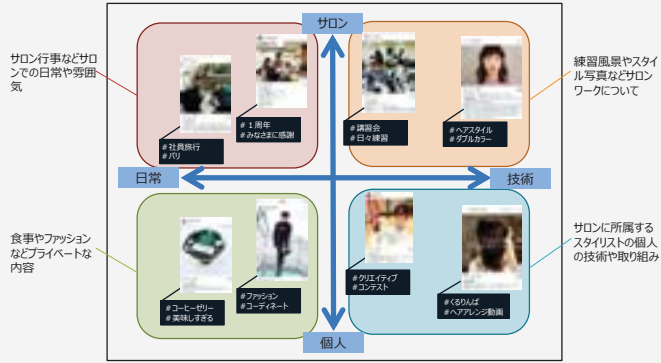 サロン
サロン行事などサロ
ンでの日常や雰囲
気
練習風景やスタイ
ル写真などサロン
ワークについて
#社員旅行
#バリ
#1周年
#みなさまに感謝
#講習会
#日々練習
#ヘアスタイル
#ダブルカラー
日常
技術
食事やファッション
などプライベートな
内容
サロンに所属する
スタイリストの個人
の技術や取り組み
#コーヒーゼリー
#美味しすぎる
#ファッション
#コーディネート
#クリエイティブ
#コンテスト
#くるりんぱ
#ヘアアレンジ動画
個人